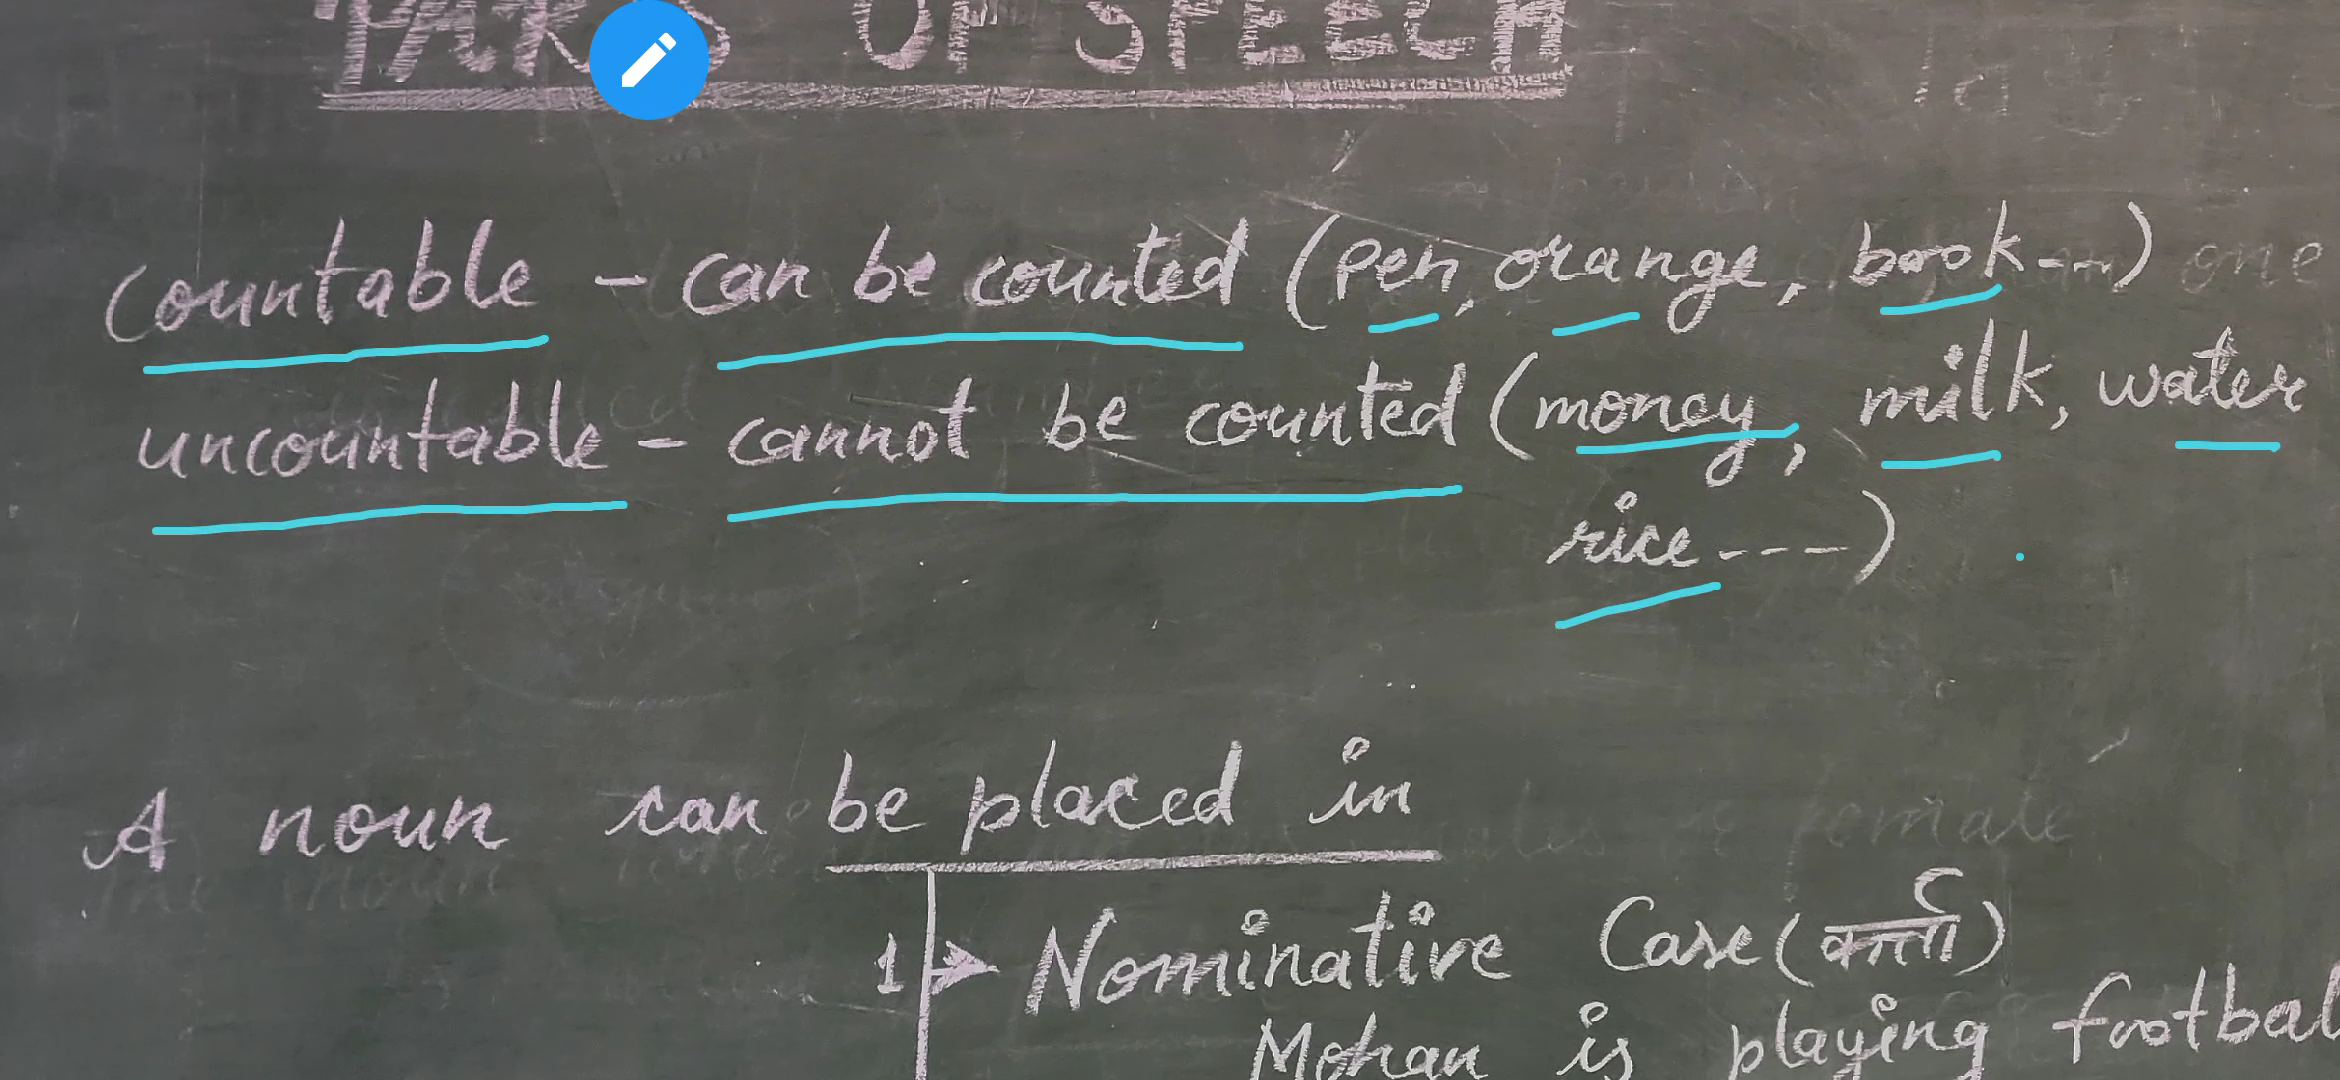 PARTS OF SPEECH
Countable - can be counted (pen, orange, book---)
uncountable - cannot be counted (money, milk, water
rice ----)
A noun can be placed in
1 Nominative Case (कर्त्ता)
Mohan is playing footbal